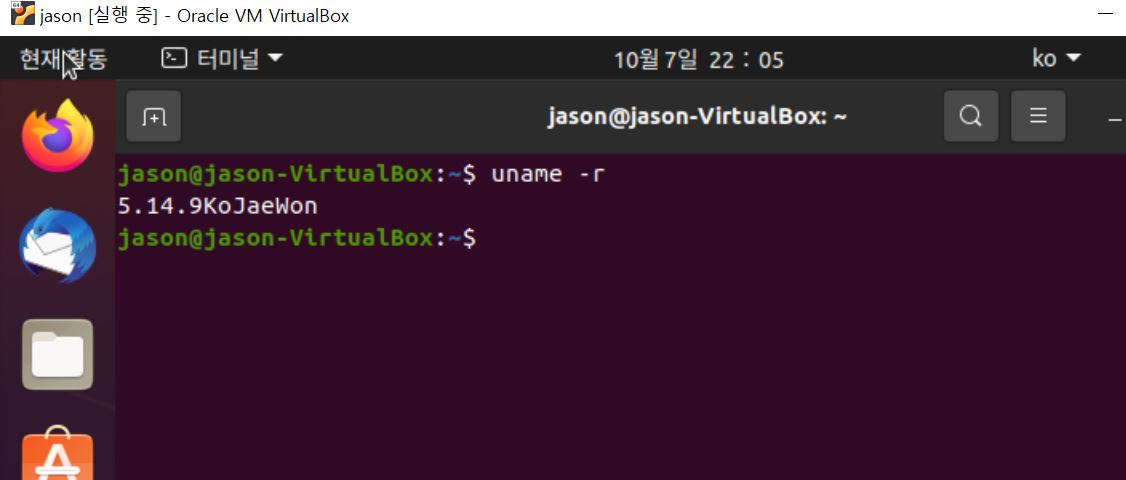 jason [실행 중] - Oracle VM VirtualBox
현재 활동 터미널 10월 7일 22 : 05 ko
jason@jason-VirtualBox: ~
jason@jason-VirtualBox:~$ uname -r
5.14.9KoJaeWon
jason@jason-VirtualBox:~$